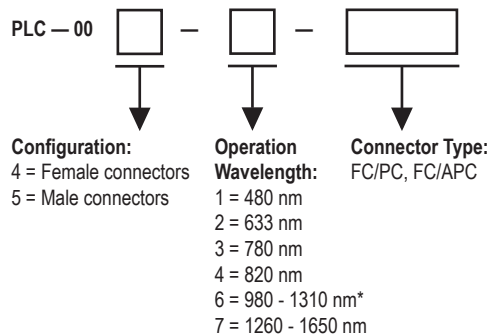 PLC — 00 — —
Configuration:
4 = Female connectors
5 = Male connectors
Operation
Wavelength:
1 = 480 nm
2 = 633 nm
3 = 780 nm
4 = 820 nm
6 = 980 - 1310 nm*
7 = 1260 - 1650 nm
Connector Type:
FC/PC, FC/APC